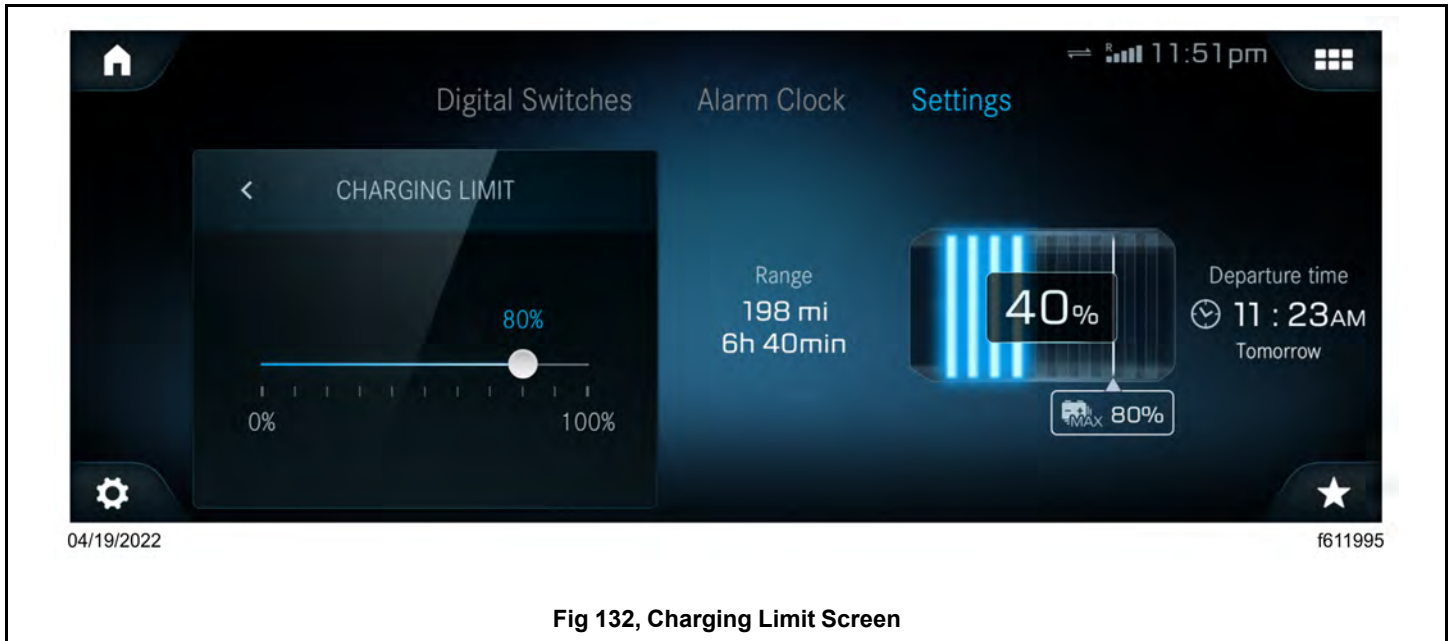 R 11:51pm
Digital Switches Alarm Clock Settings
CHARGING LIMIT
80%
0% 100%
Range
198 mi
6h 40min
40%
MAX 80%
Departure time
11 : 23AM
Tomorrow
04/19/2022 f611995
Fig 132, Charging Limit Screen